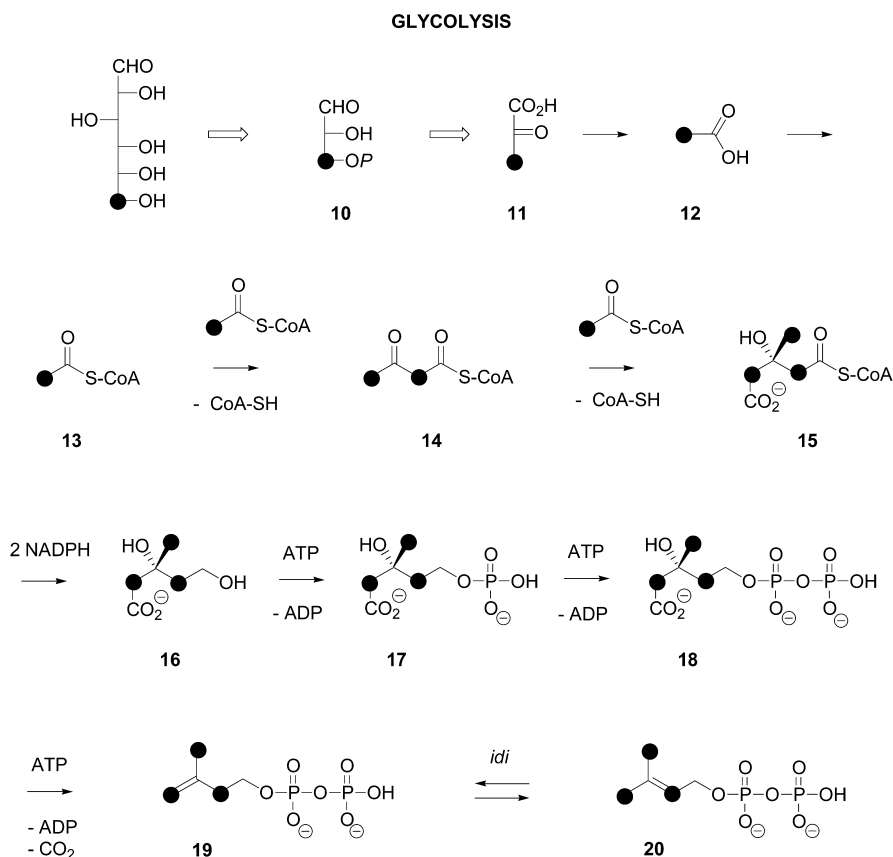 GLYCOLYSIS
CHO
OH
HO
OH
OH
OH
CHO
OH
OP
10
CO₂H
O
11
O
OH
12
O
S-CoA
13
O
S-CoA
- CoA-SH
O O
S-CoA
14
O
S-CoA
- CoA-SH
HO O
S-CoA
CO₂⊖
15
2 NADPH
HO
OH
CO₂⊖
16
ATP
- ADP
HO O
O P OH
O⊖
CO₂⊖
17
ATP
- ADP
HO O O
O P O P OH
O⊖ O⊖
CO₂⊖
18
ATP
- ADP
- CO₂
O O
O P O P OH
O⊖ O⊖
19
idi
O O
O P O P OH
O⊖ O⊖
20